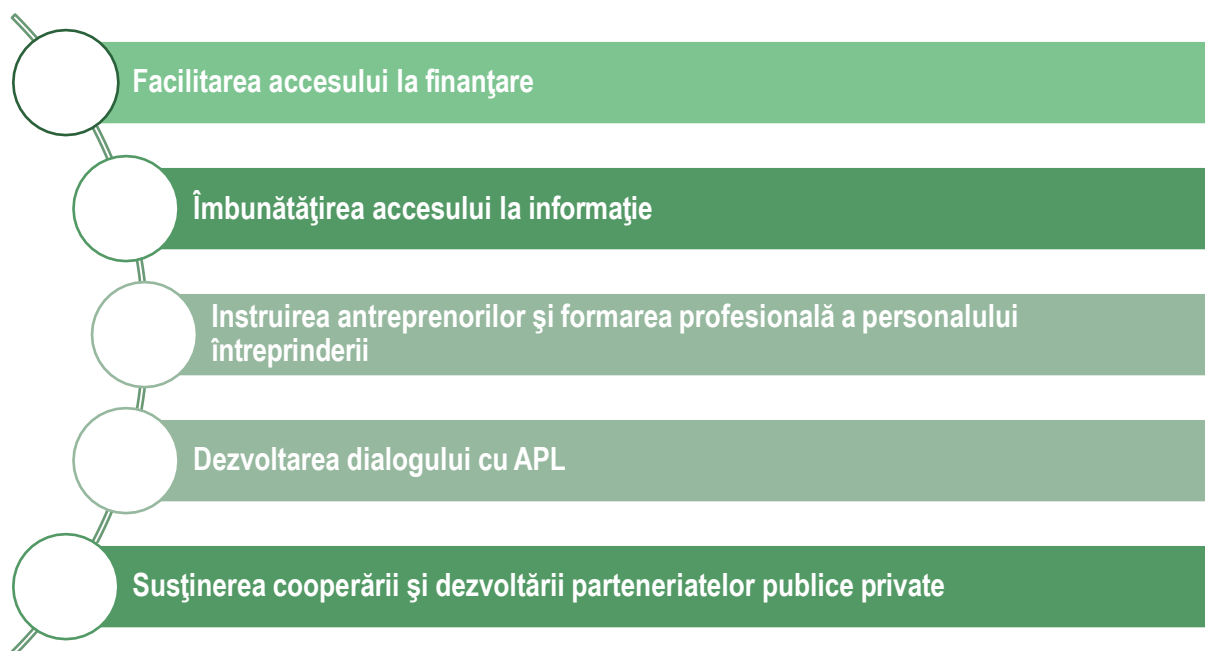 Facilitarea accesului la finanţare
Îmbunătăţirea accesului la informaţie
Instruirea antreprenorilor şi formarea profesională a personalului
întreprinderii
Dezvoltarea dialogului cu APL
Susţinerea cooperării şi dezvoltării parteneriatelor publice private